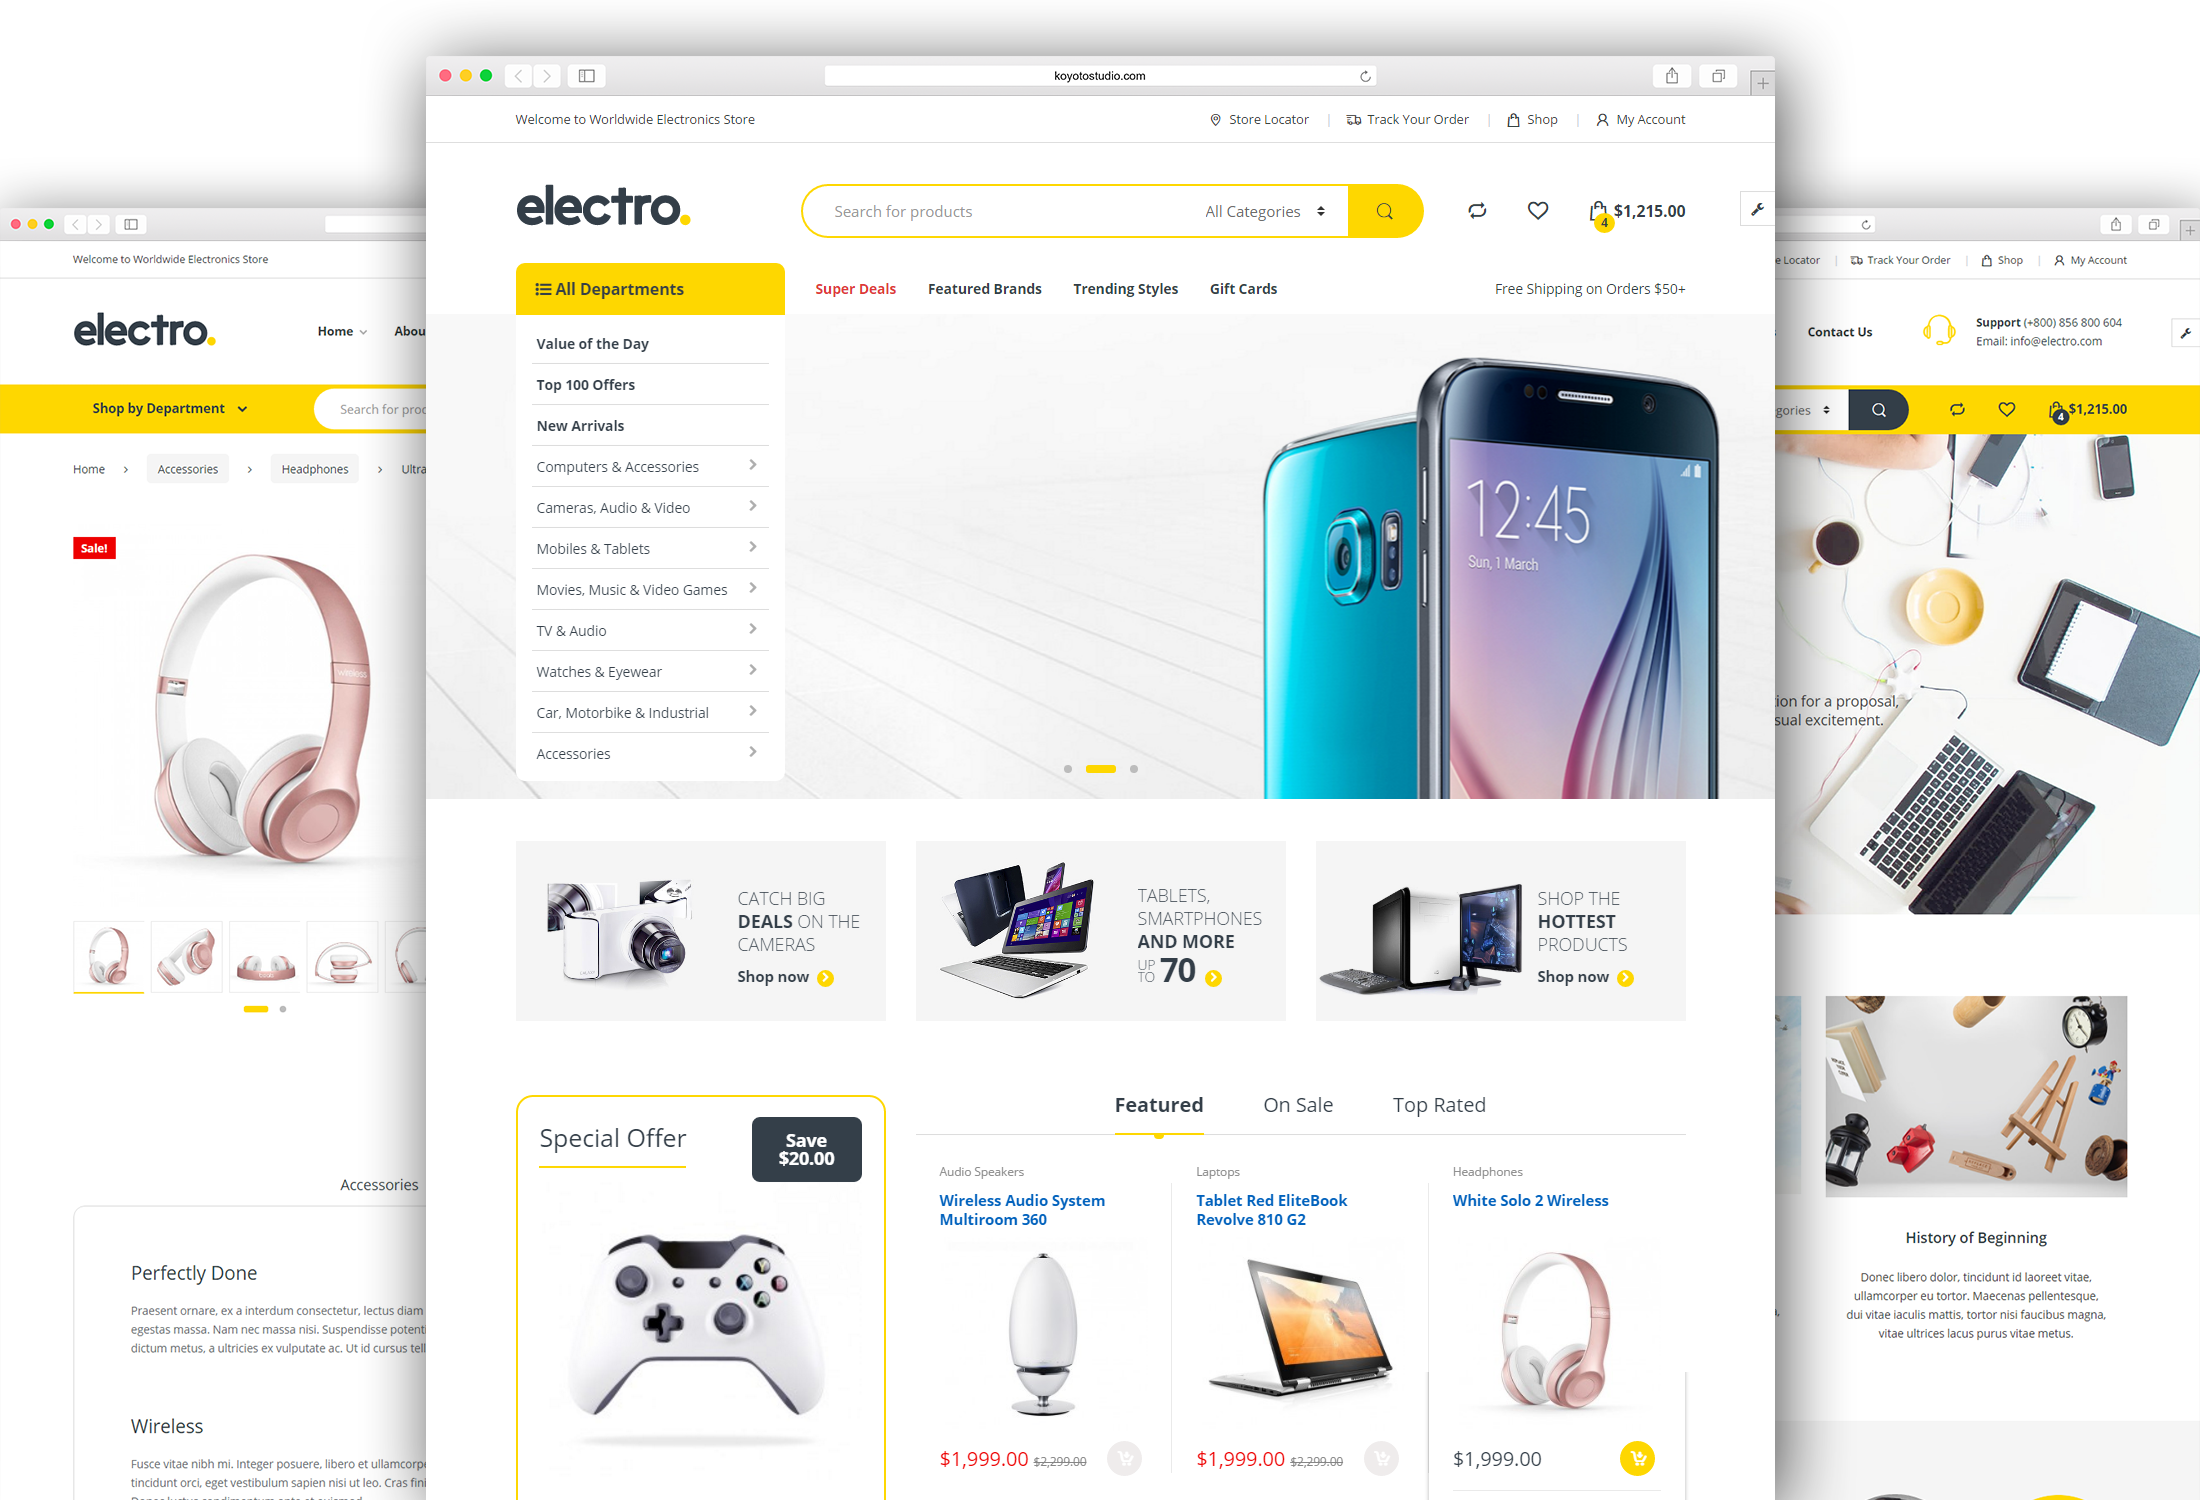 koyotostudio.com
Welcome to Worldwide Electronics Store
Store Locator
Track Your Order
Shop
My Account
electro.
Search for products
All Categories
4
$1,215.00
All Departments
Super Deals
Featured Brands
Trending Styles
Gift Cards
Free Shipping on Orders $50+
Value of the Day
Top 100 Offers
New Arrivals
Computers & Accessories
Cameras, Audio & Video
Mobiles & Tablets
Movies, Music & Video Games
TV & Audio
Watches & Eyewear
Car, Motorbike & Industrial
Accessories
12:45
Sun, 1 March
CATCH BIG
DEALS ON THE
CAMERAS
Shop now
TABLETS,
SMARTPHONES
AND MORE
UP TO 70
SHOP THE
HOTTEST
PRODUCTS
Shop now
Special Offer
Save
$20.00
Featured
On Sale
Top Rated
Audio Speakers
Wireless Audio System
Multiroom 360
$1,999.00 $2,299.00
Laptops
Tablet Red EliteBook
Revolve 810 G2
$1,999.00 $2,299.00
Headphones
White Solo 2 Wireless
$1,999.00
Welcome to Worldwide Electronics Store
electro.
Home
Abou
Shop by Department
Search for proc
Home
Accessories
Headphones
Ultra
Sale!
wireless
Accessories
Perfectly Done
Praesent ornare, ex a interdum consectetur, lectus diam
egestas massa. Nam nec massa nisi. Suspendisse potenti
dictum metus, a ultricies ex vulputate ac. Ut id cursus tell
Wireless
Fusce vitae nibh mi. Integer posuere, libero et ullamcorpe
tincidunt orci, eget vestibulum sapien nisi ut leo. Cras fini
e Locator
Track Your Order
Shop
My Account
Contact Us
Support (+800) 856 800 604
Email: info@electro.com
gories
4
$1,215.00
ion for a proposal,
sual excitement.
History of Beginning
Donec libero dolor, tincidunt id laoreet vitae,
ullamcorper eu tortor. Maecenas pellentesque,
dui vitae iaculis mattis, tortor nisi faucibus magna,
vitae ultrices lacus purus vitae metus.